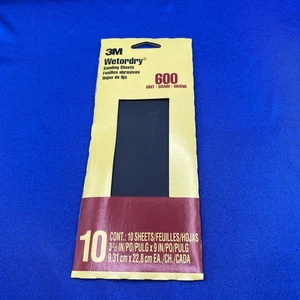 3M
Wetordry®
Sanding Sheets
Feuilles abrasives
Hojas de lija
600
GRIT / GRAIN / GRANO
10
CONT.: 10 SHEETS/FEUILLES/HOJAS
3⅔ IN/PO/PULG x 9 IN/PO/PULG
9.31 cm x 22,8 cm EA./CH./CADA